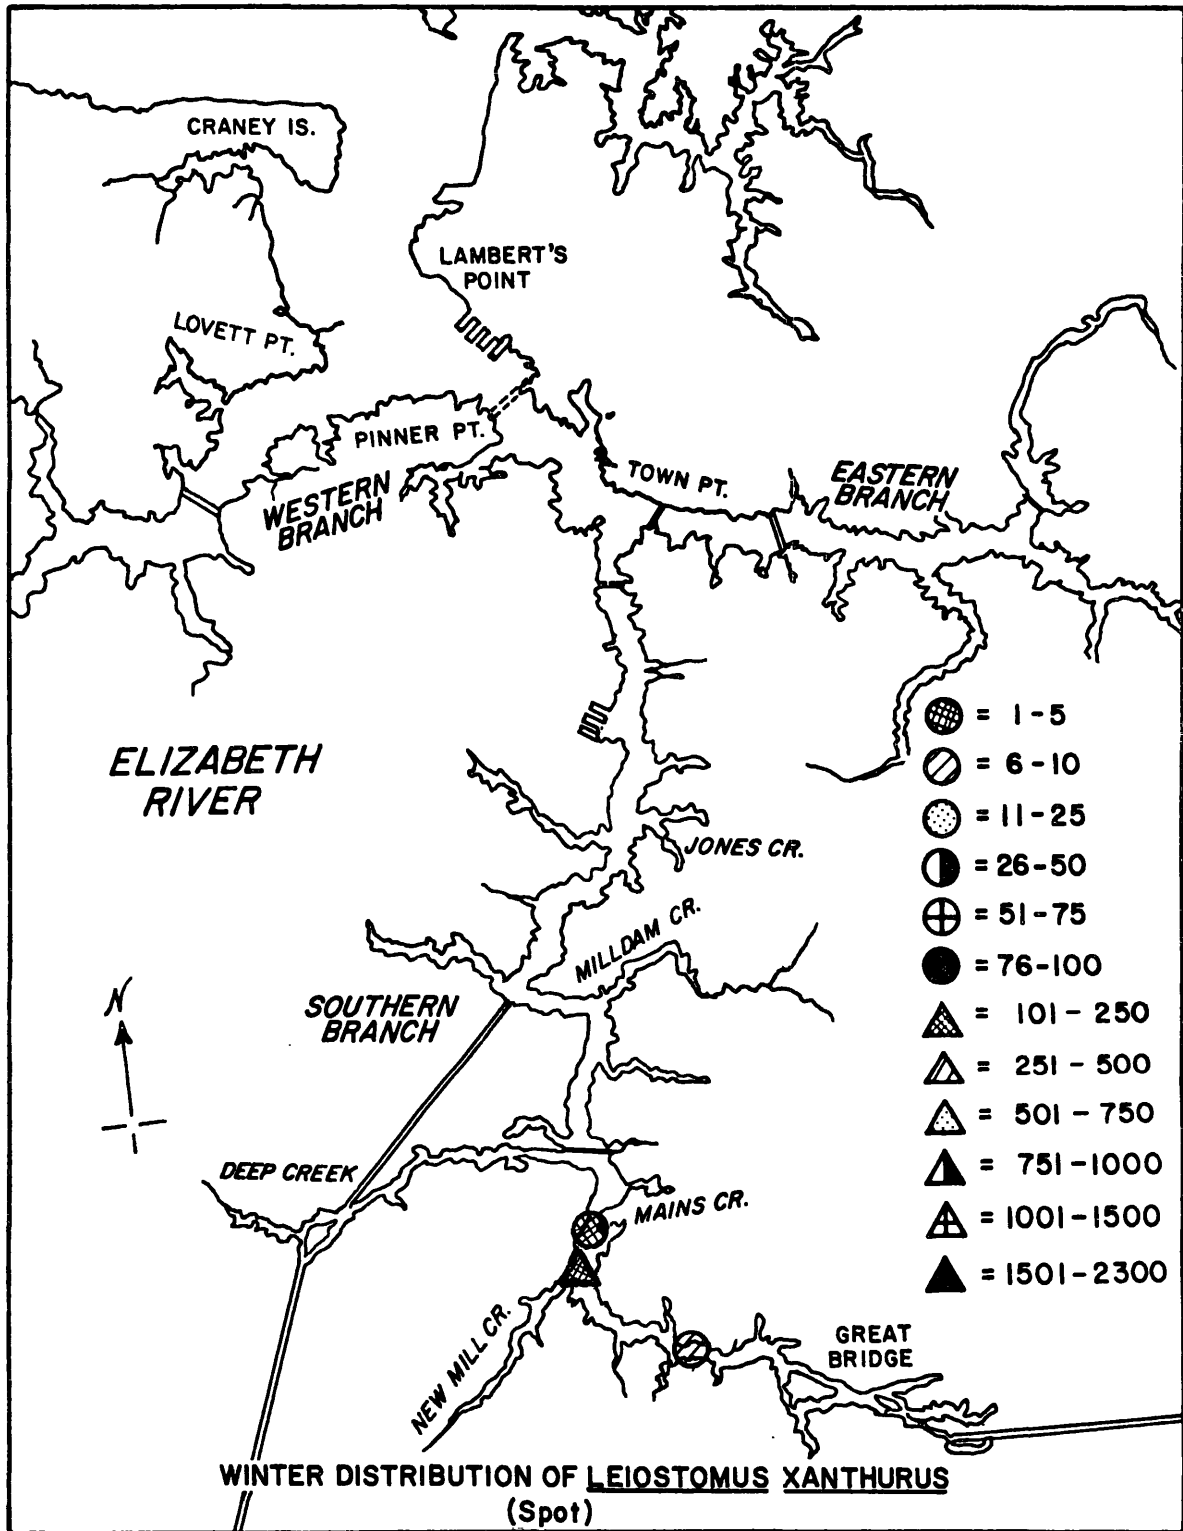 CRANEY IS.
LAMBERT'S
POINT
LOVETT PT.
PINNER PT.
WESTERN
BRANCH
TOWN PT.
EASTERN
BRANCH
ELIZABETH
RIVER
= 1-5
= 6-10
= 11-25
= 26-50
= 51-75
= 76-100
= 101-250
= 251-500
= 501-750
= 751-1000
= 1001-1500
= 1501-2300
JONES CR.
MILLDAM CR.
SOUTHERN
BRANCH
N
DEEP CREEK
MAINS CR.
NEW MILL CR.
GREAT
BRIDGE
WINTER DISTRIBUTION OF LEIOSTOMUS XANTHURUS
(Spot)